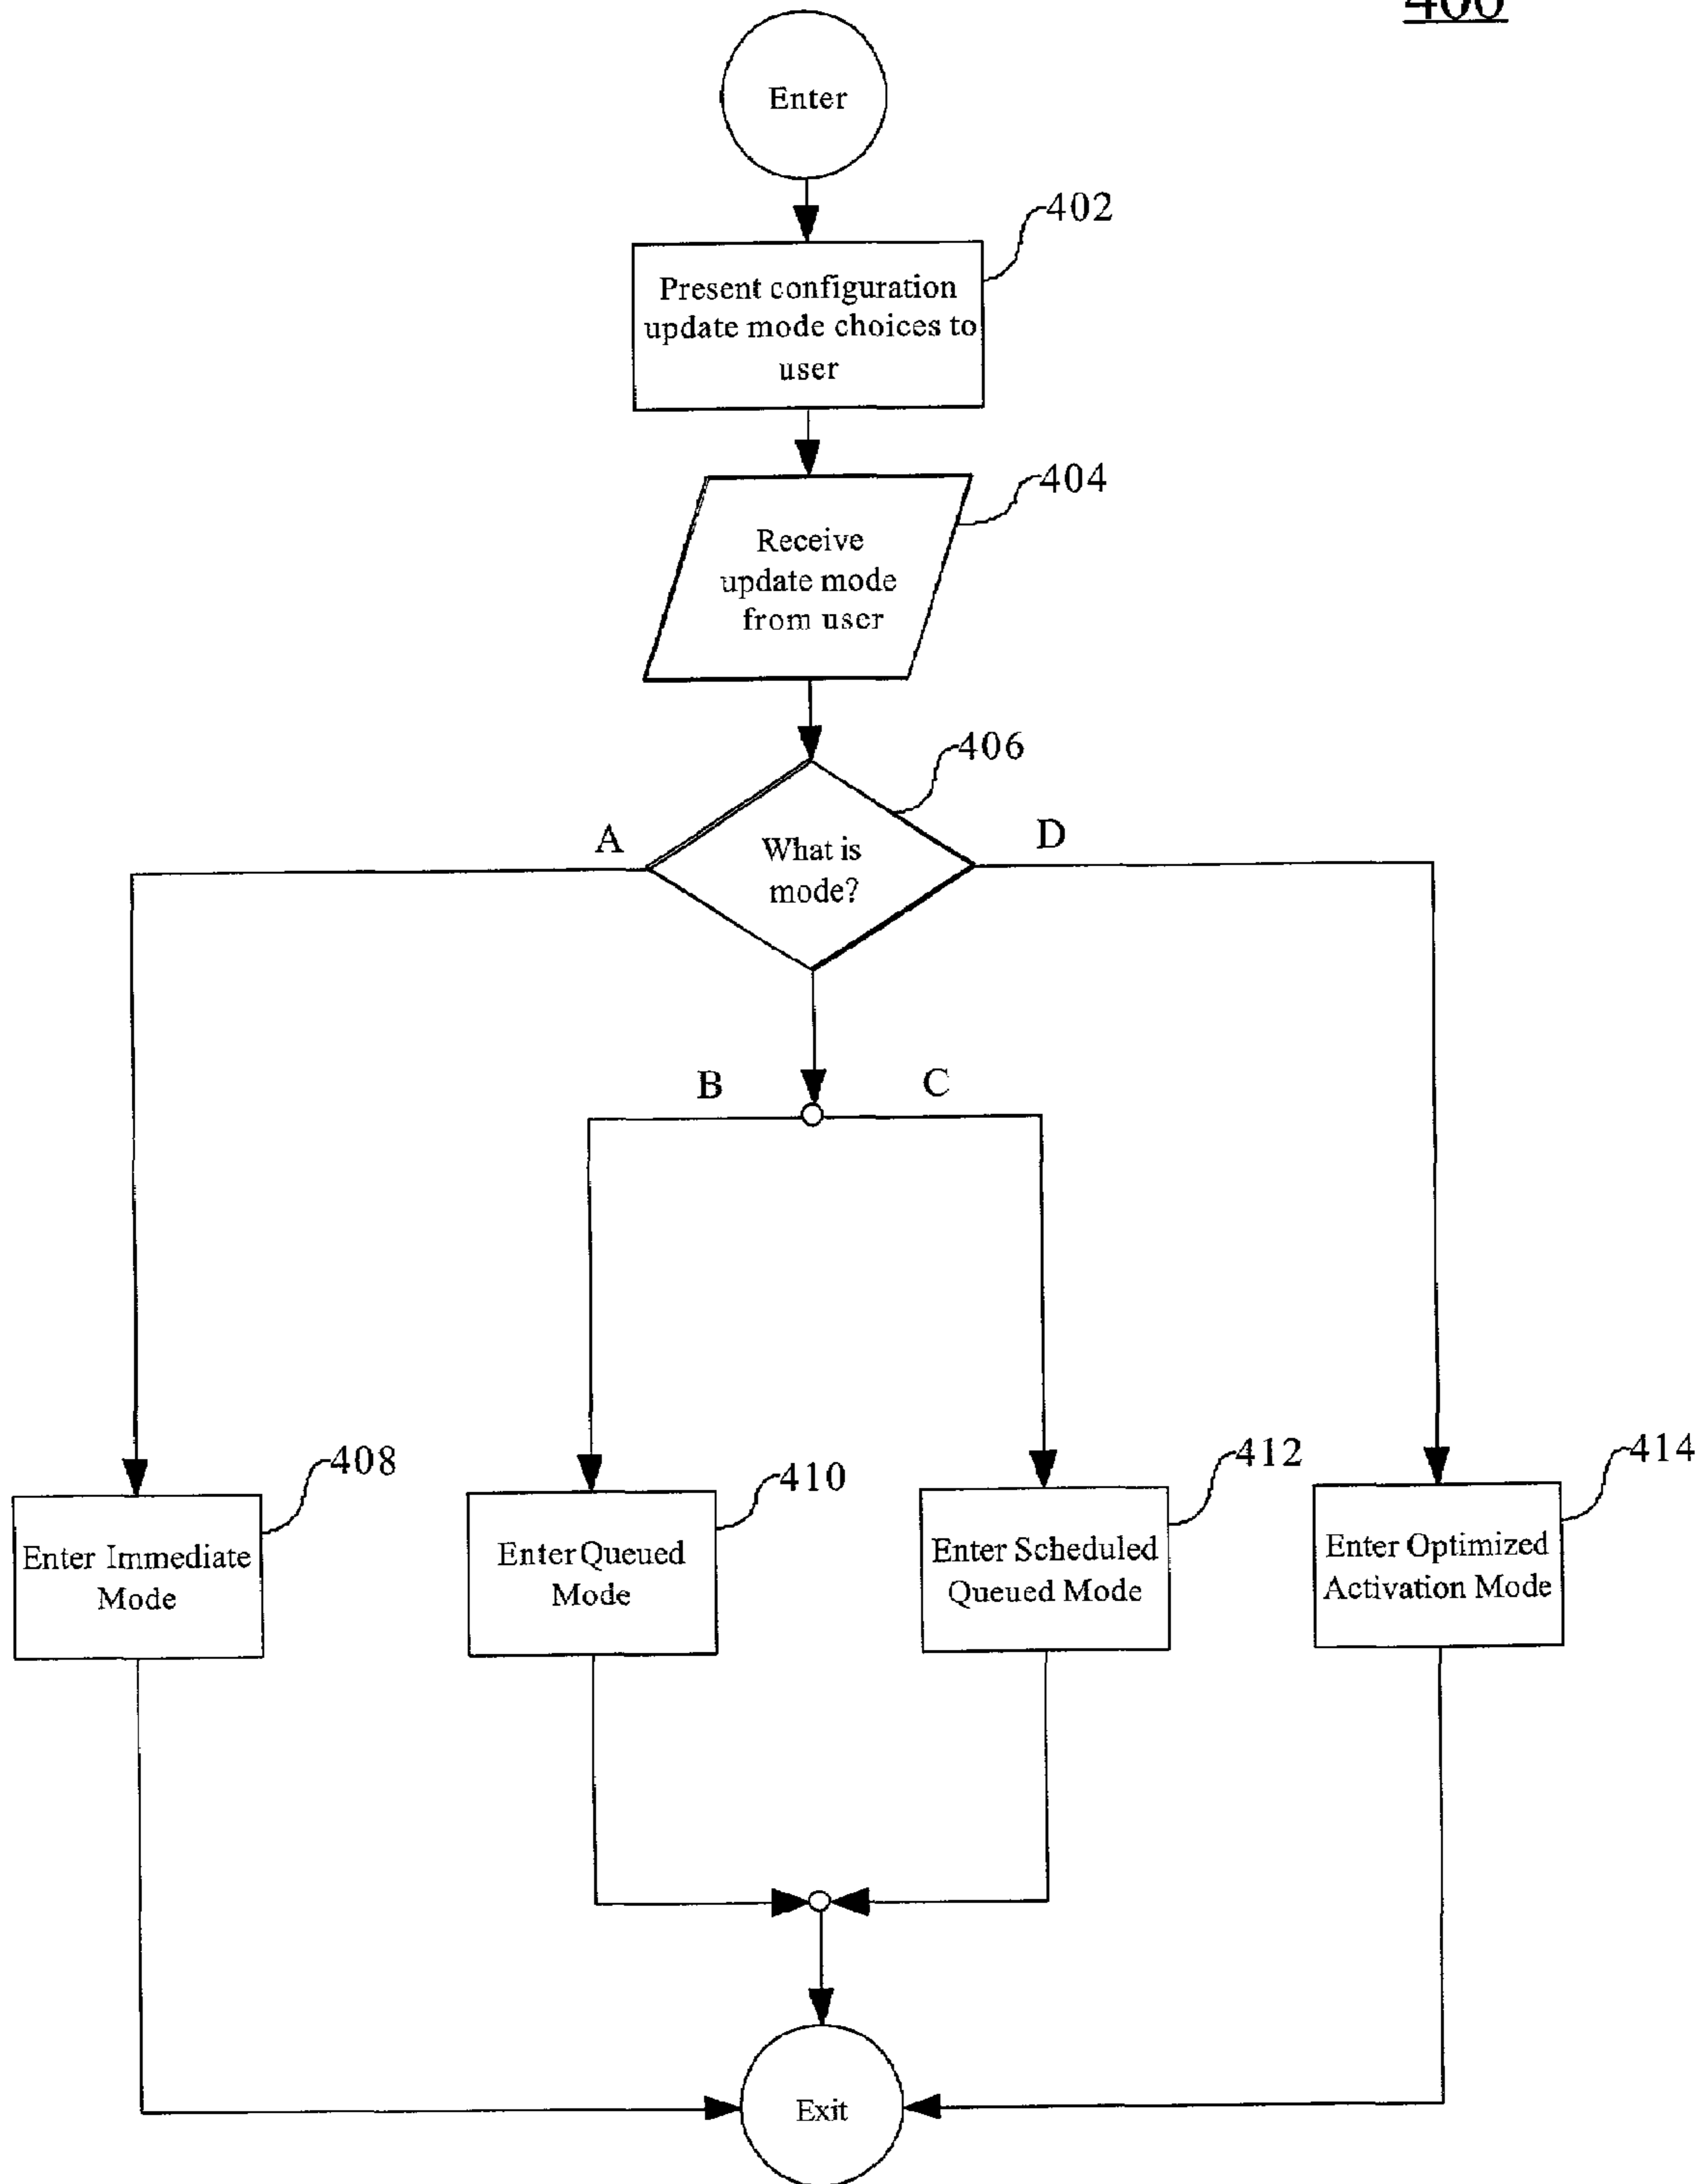 Enter
402
Present configuration
update mode choices to
user
404
Receive
update mode
from user
406
What is
mode?
A
D
B
C
408
Enter Immediate
Mode
410
Enter Queued
Mode
412
Enter Scheduled
Queued Mode
414
Enter Optimized
Activation Mode
Exit